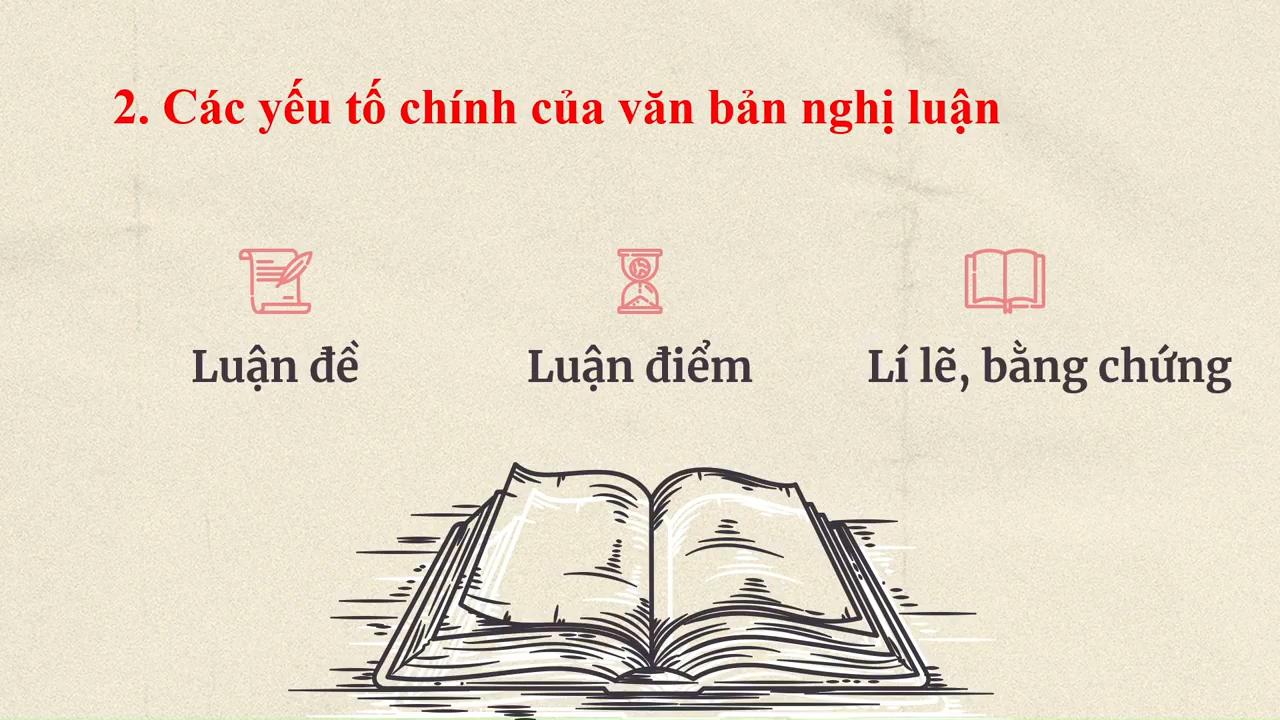 2. Các yếu tố chính của văn bản nghị luận
Luận đề
Luận điểm
Lí lẽ, bằng chứng